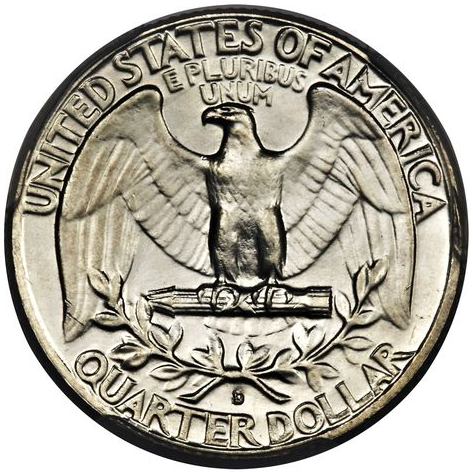 UNITED STATES OF AMERICA
E PLURIBUS
UNUM
QUARTER DOLLAR